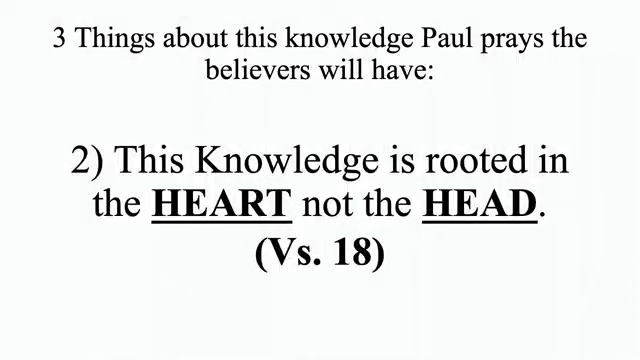 3 Things about this knowledge Paul prays the
believers will have:
2) This Knowledge is rooted in
the HEART not the HEAD.
(Vs. 18)